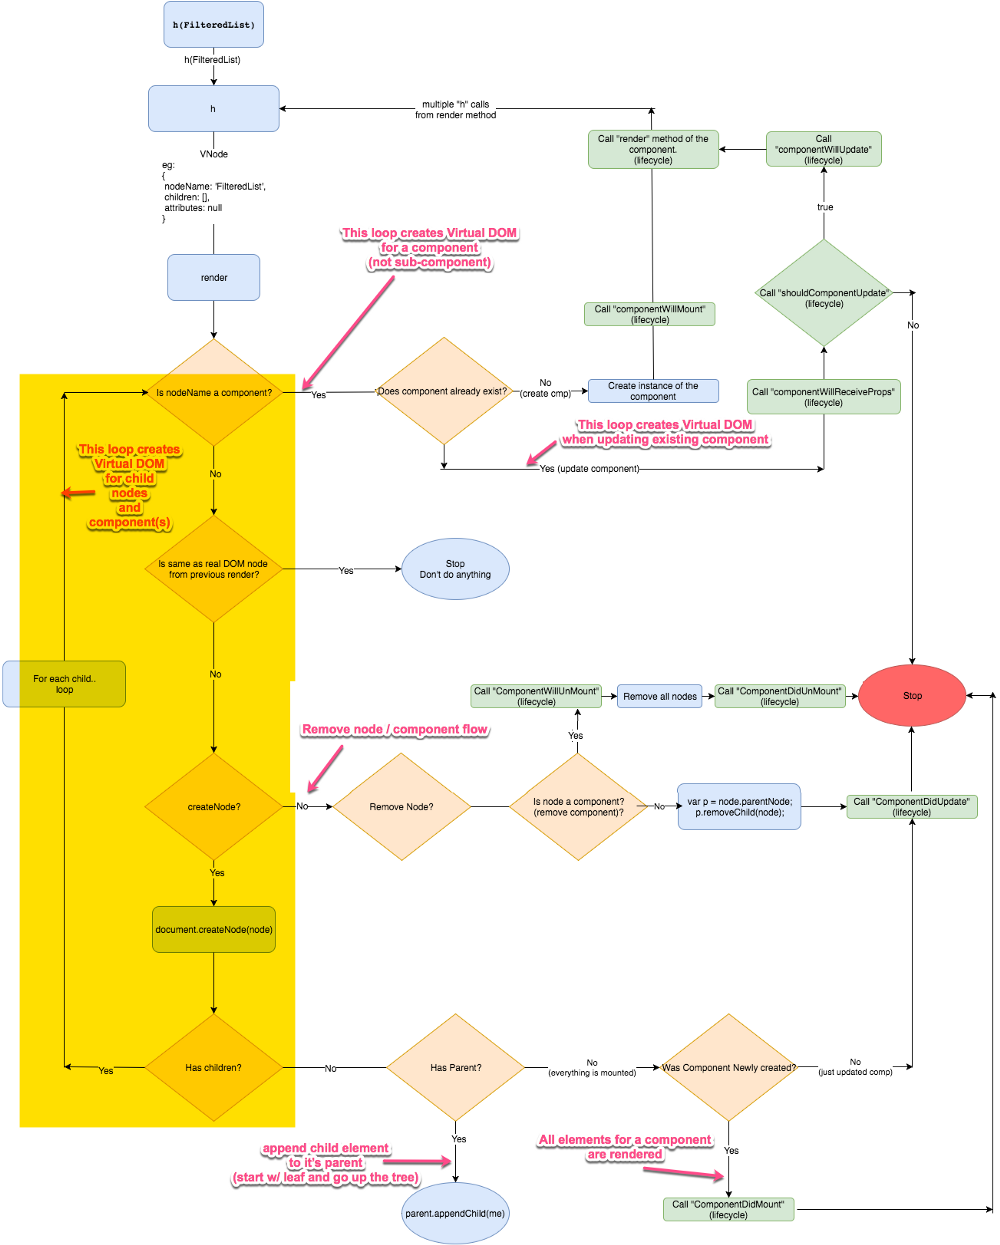 h(FilteredList)
h(FilteredList)
h
multiple "h" calls
from render method
Call "render" method of the
component.
(lifecycle)
Call
"componentWillUpdate"
(lifecycle)
VNode
eg:
{
nodeName: 'FilteredList',
children: [],
attributes: null
}
true
This loop creates Virtual DOM
for a component
(not sub-component)
render
Call "shouldComponentUpdate"
(lifecycle)
No
Call "componentWillMount"
(lifecycle)
Is nodeName a component?
Yes
Does component already exist?
No
(create cmp)
Create instance of the
component
Call "componentWillReceiveProps"
(lifecycle)
This loop creates Virtual DOM
when updating existing component
Yes (update component)
This loop creates
Virtual DOM
for child
nodes
and
component(s)
No
Is same as real DOM node
from previous render?
Yes
Stop
Don't do anything
No
For each child..
loop
Call "ComponentWillUnMount"
(lifecycle)
Remove all nodes
Call "ComponentDidUnMount"
(lifecycle)
Stop
Remove node / component flow
Yes
createNode?
No
Remove Node?
Is node a component?
(remove component)?
No
var p = node.parentNode;
p.removeChild(node);
Call "ComponentDidUpdate"
(lifecycle)
Yes
document.createNode(node)
Has children?
Yes
No
Has Parent?
No
(everything is mounted)
Was Component Newly created?
No
(just updated comp)
Yes
append child element
to it's parent
(start w/ leaf and go up the tree)
All elements for a component
are rendered
Yes
parent.appendChild(me)
Call "ComponentDidMount"
(lifecycle)